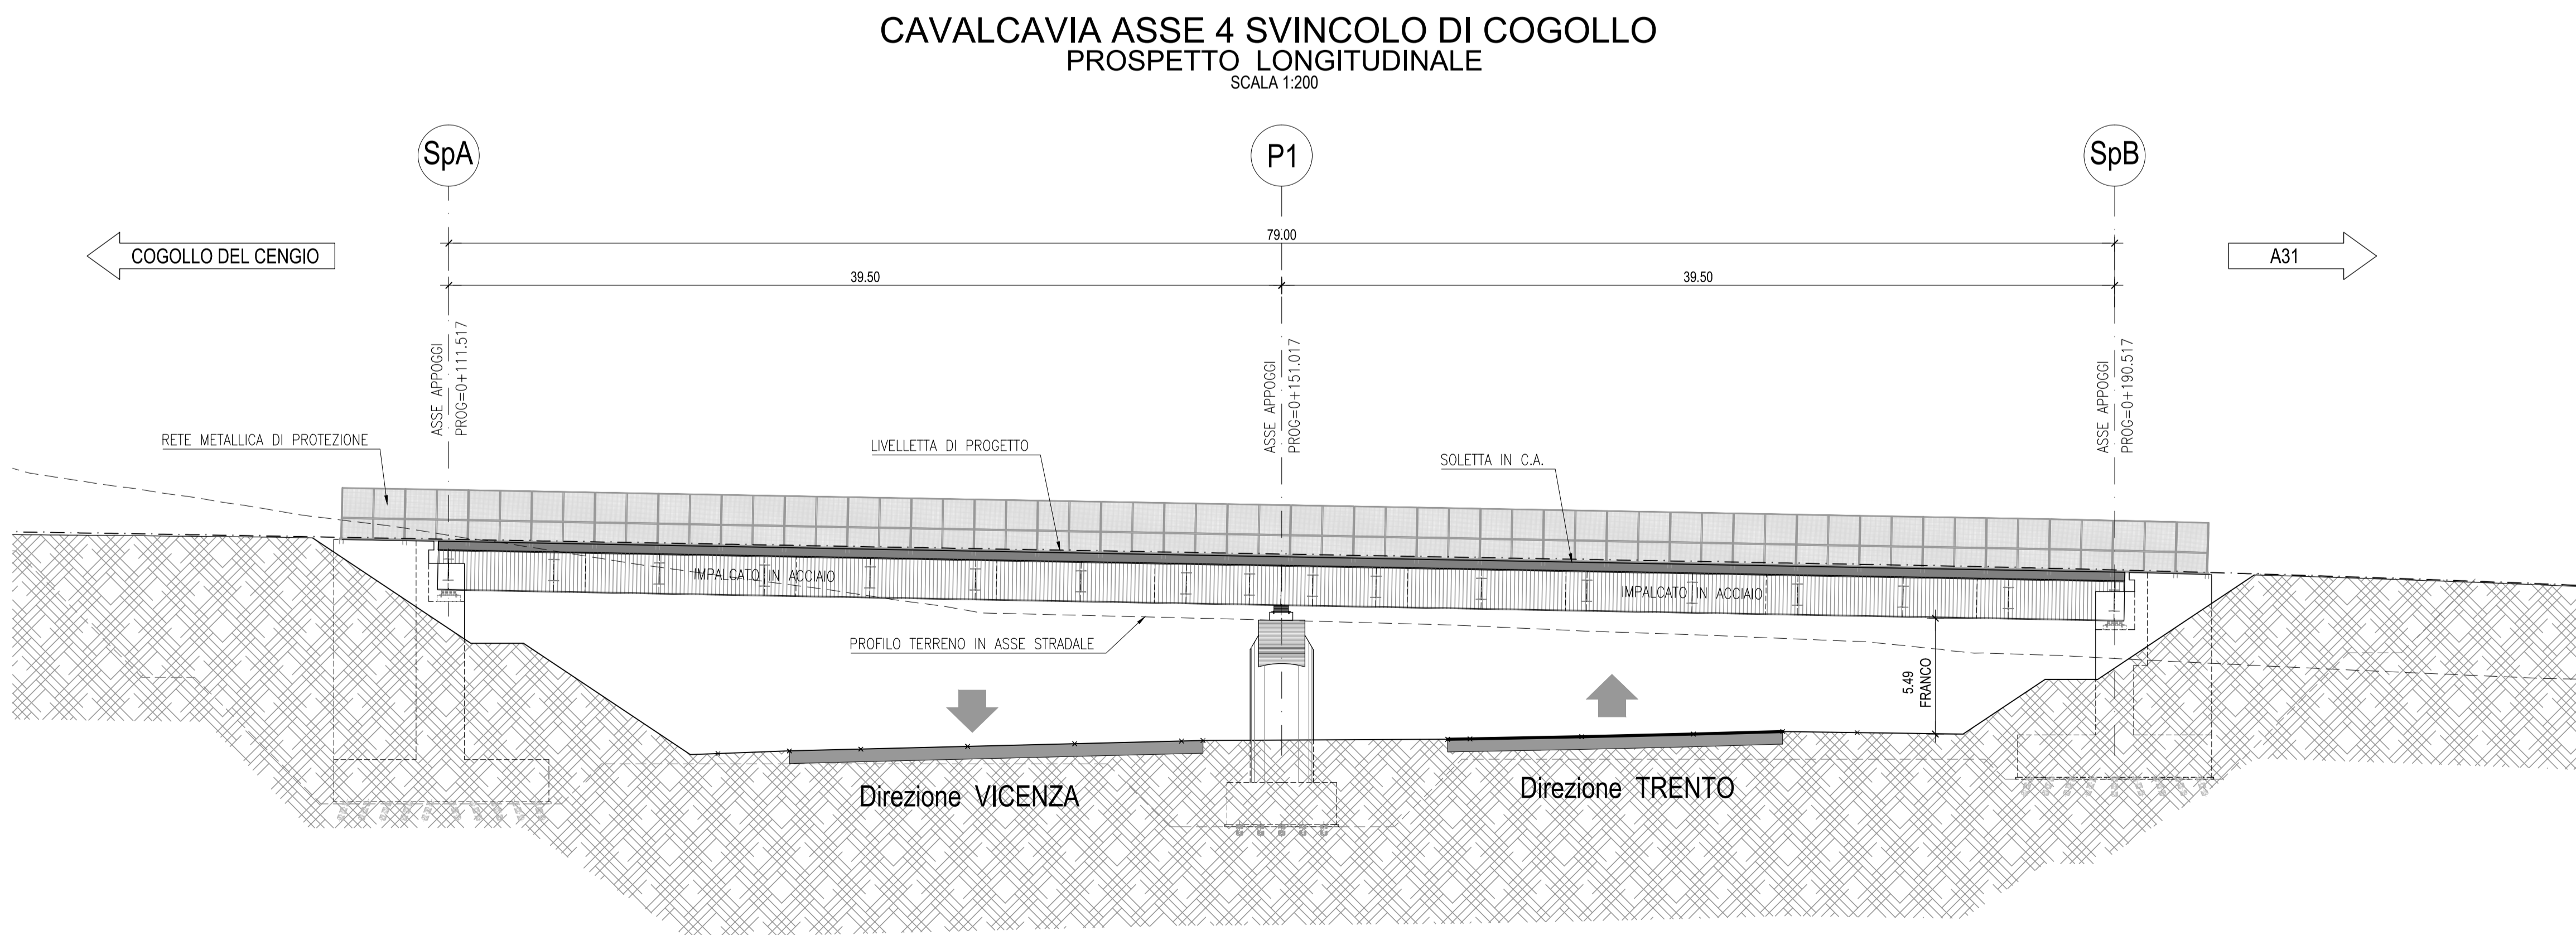 CAVALCAVIA ASSE 4 SVINCOLO DI COGOLLO
PROSPETTO LONGITUDINALE
SCALA 1:200
SpA
P1
SpB
79.00
COGOLLO DEL CENGIO
A31
39.50
39.50
ASSE APPOGGI
PROG=0+111.517
ASSE APPOGGI
PROG=0+151.017
ASSE APPOGGI
PROG=0+190.517
RETE METALLICA DI PROTEZIONE
LIVELLETTA DI PROGETTO
SOLETTA IN C.A.
IMPALCATO IN ACCIAIO
IMPALCATO IN ACCIAIO
PROFILO TERRENO IN ASSE STRADALE
5.49
FRANCO
Direzione VICENZA
Direzione TRENTO